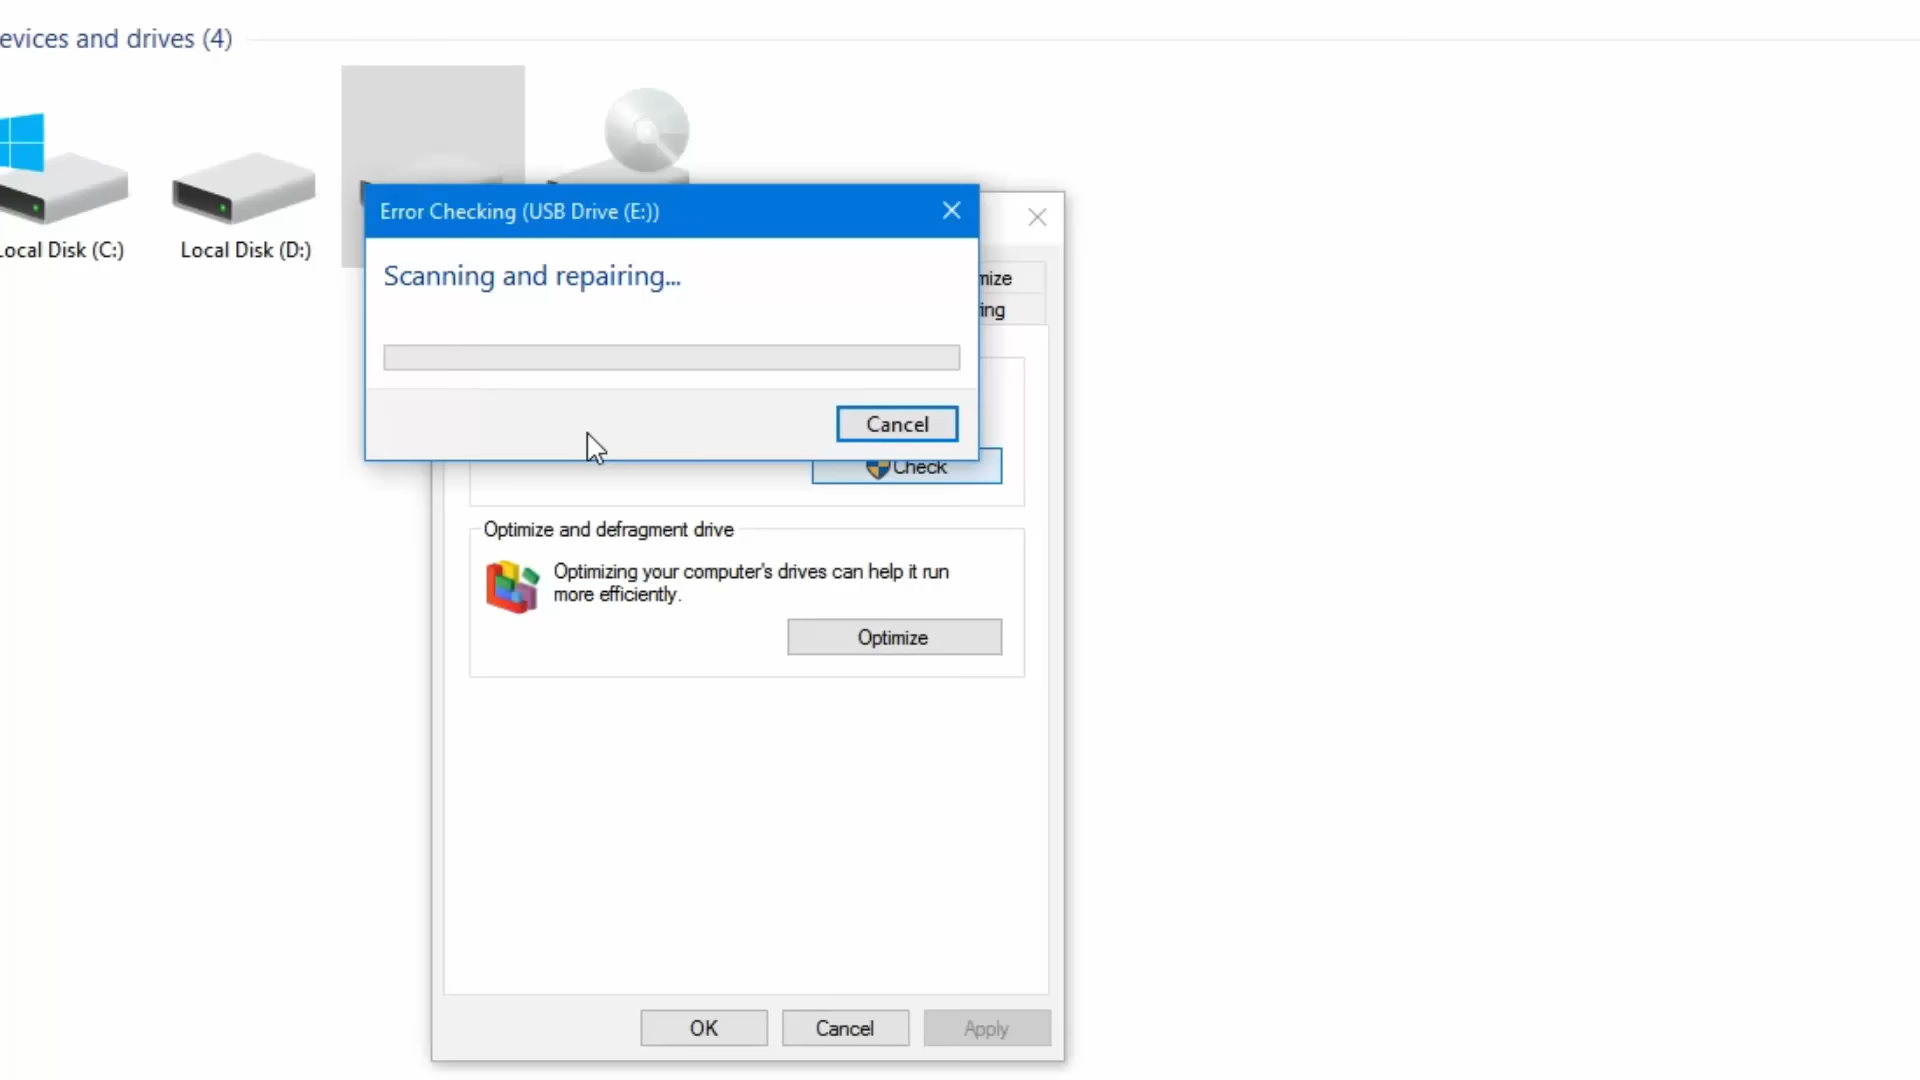 evices and drives (4)
Local Disk (C:)
Local Disk (D:)
Error Checking (USB Drive (E:))
Scanning and repairing...
Cancel
mize
ing
Check
Optimize and defragment drive
Optimizing your computer's drives can help it run
more efficiently.
Optimize
OK
Cancel
Apply